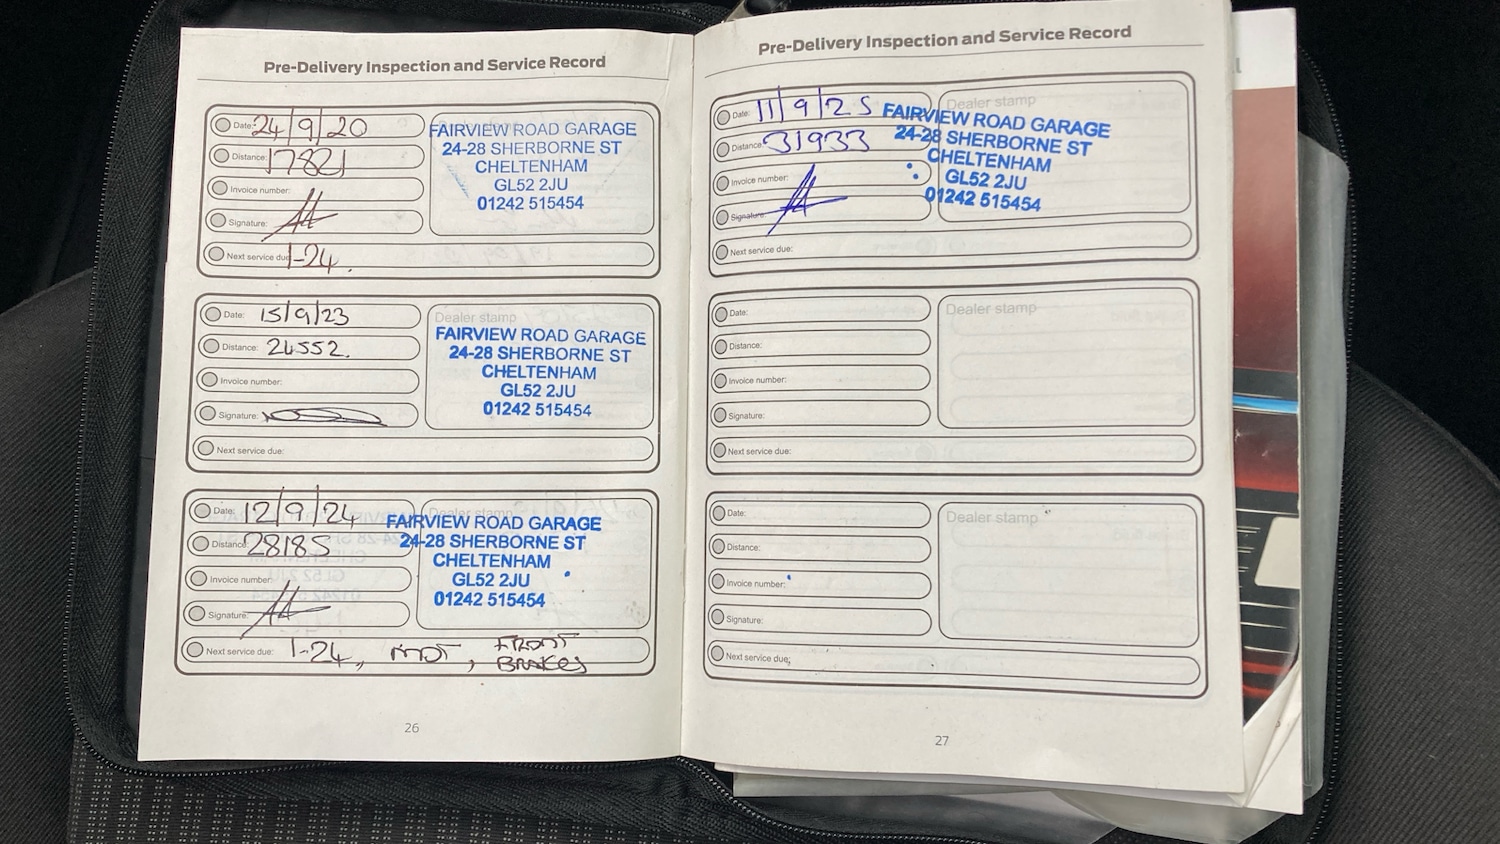 Pre-Delivery Inspection and Service Record
Date: 24/9/20
Distance: 17821
Invoice number:
Signature:
Next service due: 1-24.
FAIRVIEW ROAD GARAGE
24-28 SHERBORNE ST
CHELTENHAM
GL52 2JU
01242 515454
Date: 15/9/23
Distance: 24552.
Invoice number:
Signature:
Next service due:
Dealer stamp
FAIRVIEW ROAD GARAGE
24-28 SHERBORNE ST
CHELTENHAM
GL52 2JU
01242 515454
Date: 12/9/24
Distance: 28185
Invoice number:
Signature:
Next service due: 1-24, MOT, FRONT BRAKES
Dealer stamp
FAIRVIEW ROAD GARAGE
24-28 SHERBORNE ST
CHELTENHAM
GL52 2JU
01242 515454
26
Pre-Delivery Inspection and Service Record
Date: 11/9/25
Distance: 31933
Invoice number:
Signature:
Next service due:
Dealer stamp
FAIRVIEW ROAD GARAGE
24-28 SHERBORNE ST
CHELTENHAM
GL52 2JU
01242 515454
Date:
Distance:
Invoice number:
Signature:
Next service due:
Dealer stamp
Date:
Distance:
Invoice number:
Signature:
Next service due:
Dealer stamp
27